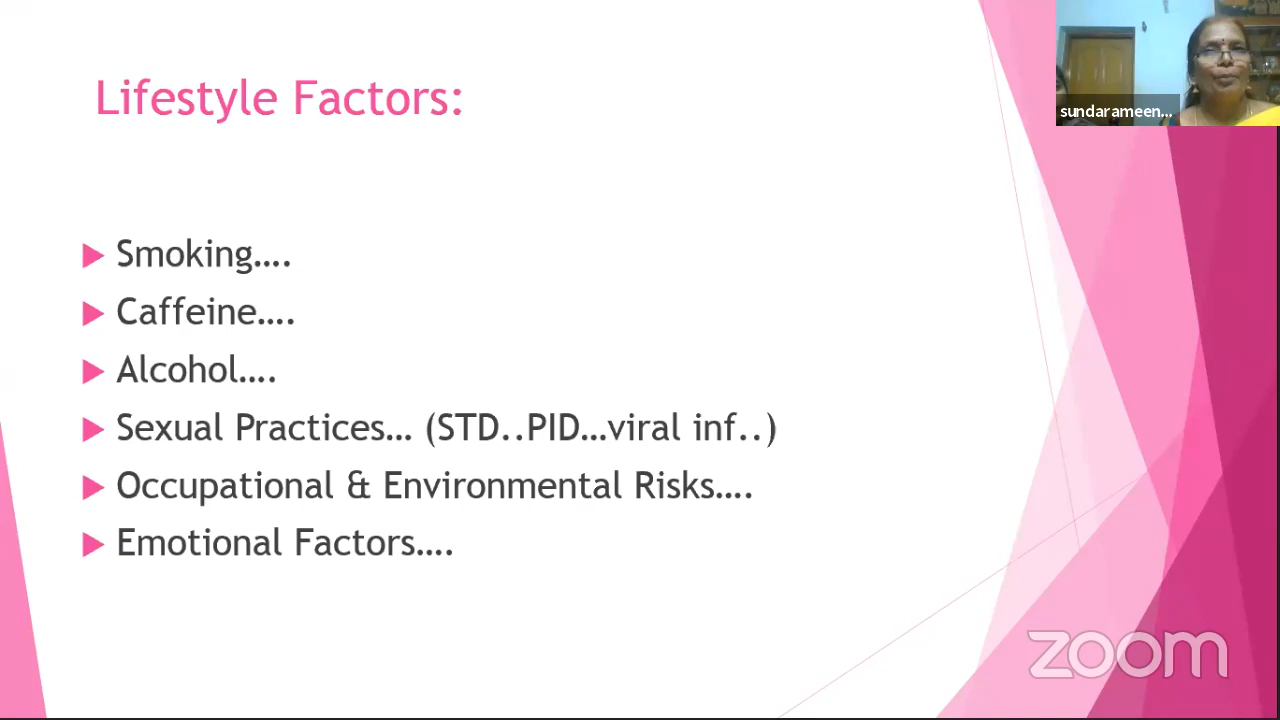 Lifestyle Factors:
sundarameen...
Smoking....
Caffeine....
Alcohol....
Sexual Practices... (STD..PID...viral inf..)
Occupational & Environmental Risks....
Emotional Factors....
zoom